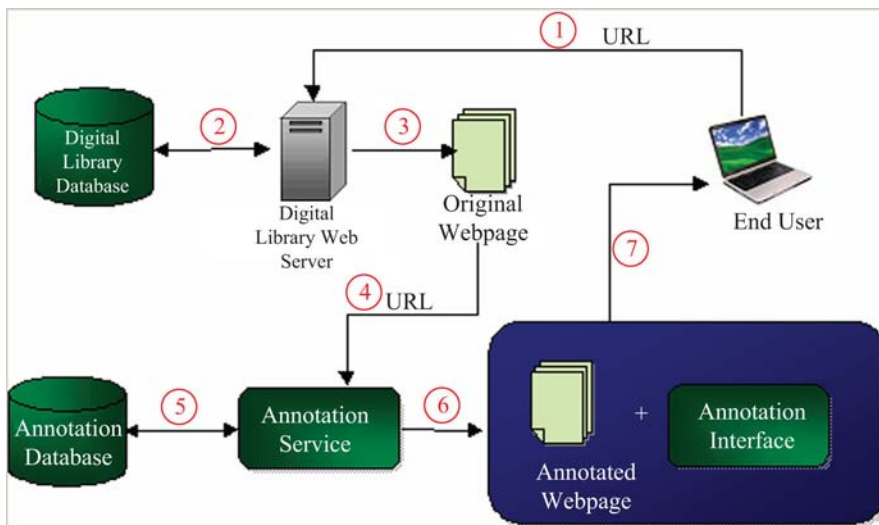 1
URL
Digital
Library
Database
2
3
Digital
Library Web
Server
Original
Webpage
End User
4
URL
7
Annotation
Database
5
Annotation
Service
6
Annotated
Webpage
+
Annotation
Interface